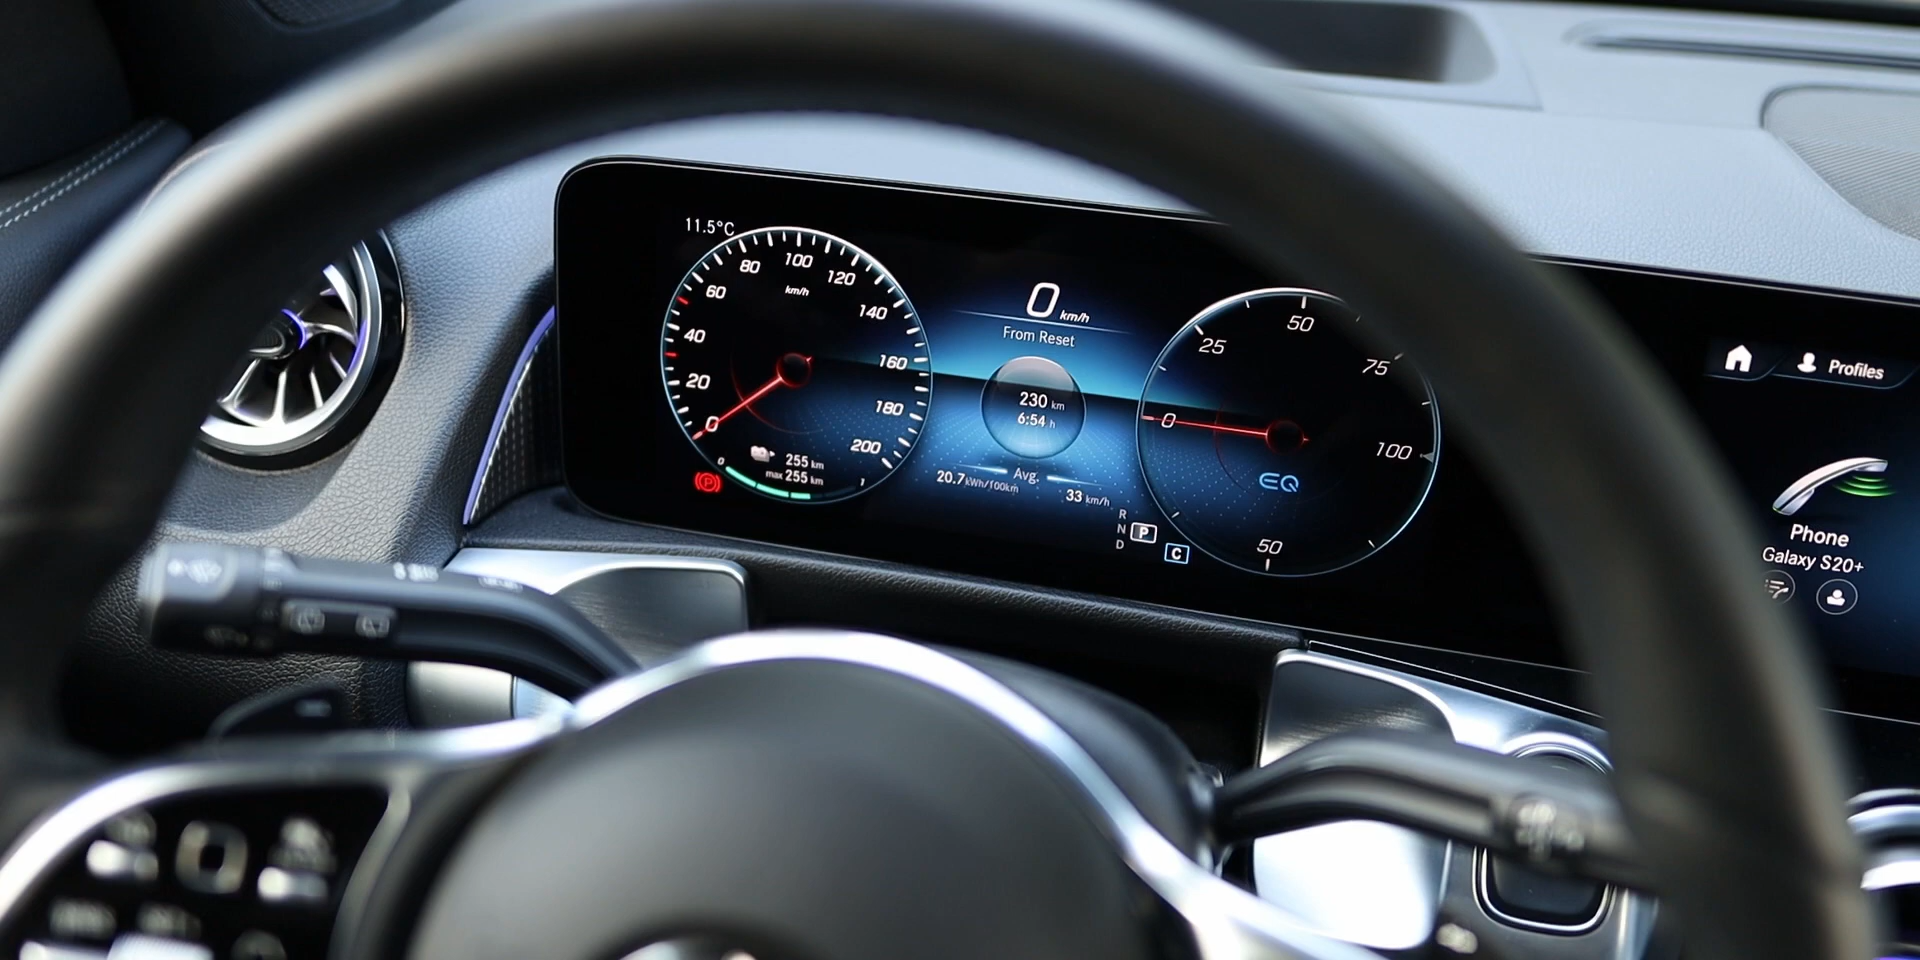 11.5°C
80
100
120
60
km/h
140
40
160
20
180
0
200
255 km
max 255 km
0
1
P
0 km/h
From Reset
230 km
6:54 h
Avg.
20.7 kWh/100km
33 km/h
R
N
D
P
C
50
25
75
0
100
EQ
50
Profiles
Phone
Galaxy S20+